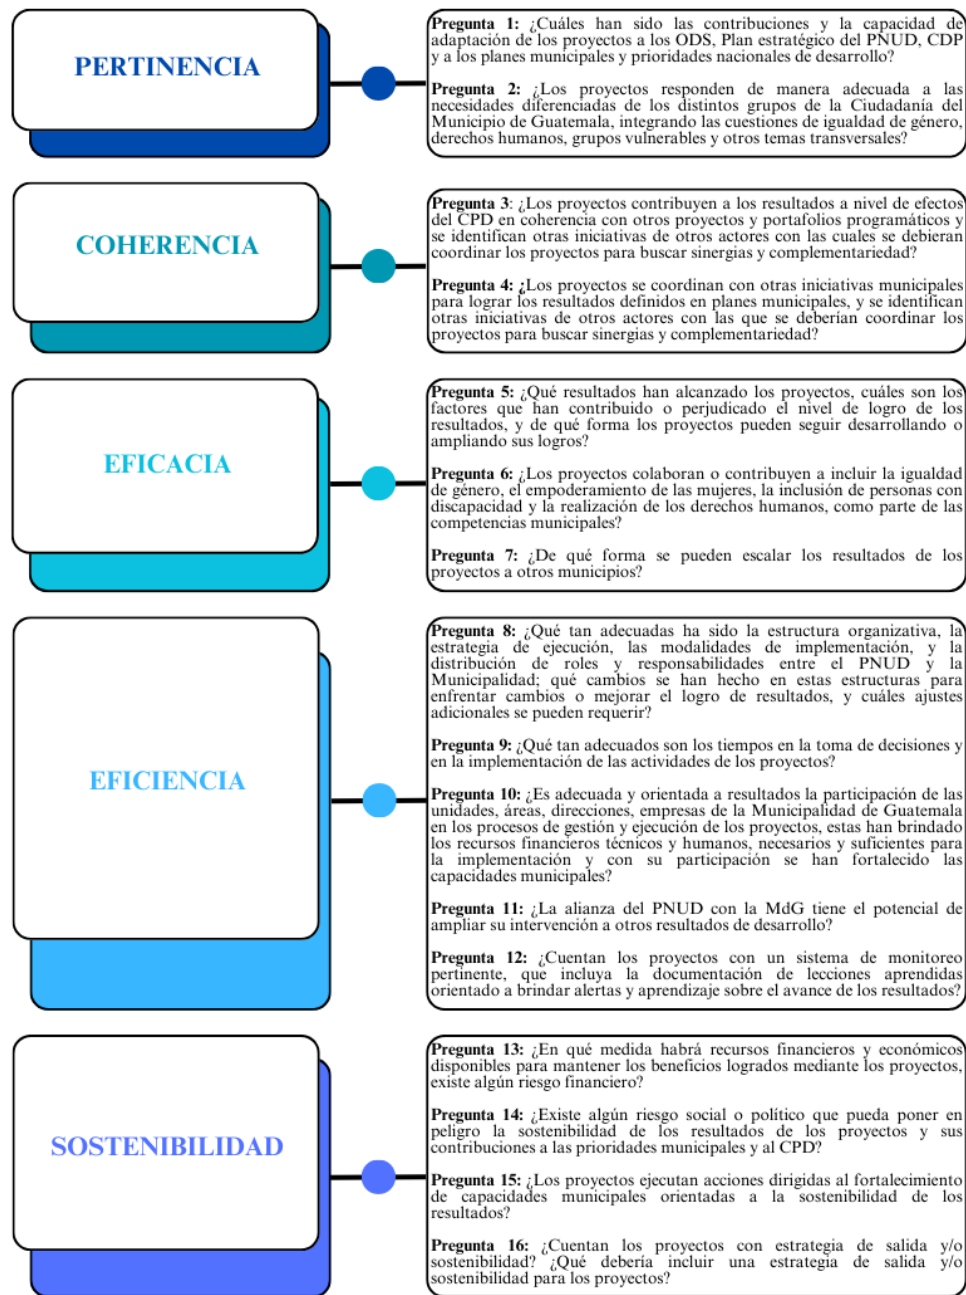 PERTINENCIA
Pregunta 1: ¿Cuáles han sido las contribuciones y la capacidad de
adaptación de los proyectos a los ODS, Plan estratégico del PNUD, CDP
y a los planes municipales y prioridades nacionales de desarrollo?
Pregunta 2: ¿Los proyectos responden de manera adecuada a las
necesidades diferenciadas de los distintos grupos de la Ciudadanía del
Municipio de Guatemala, integrando las cuestiones de igualdad de género,
derechos humanos, grupos vulnerables y otros temas transversales?
COHERENCIA
Pregunta 3: ¿Los proyectos contribuyen a los resultados a nivel de efectos
del CPD en coherencia con otros proyectos y portafolios programáticos y
se identifican otras iniciativas de otros actores con las cuales se debieran
coordinar los proyectos para buscar sinergias y complementariedad?
Pregunta 4: ¿Los proyectos se coordinan con otras iniciativas municipales
para lograr los resultados definidos en planes municipales, y se identifican
otras iniciativas de otros actores con las que se deberían coordinar los
proyectos para buscar sinergias y complementariedad?
EFICACIA
Pregunta 5: ¿Qué resultados han alcanzado los proyectos, cuáles son los
factores que han contribuido o perjudicado el nivel de logro de los
resultados, y de qué forma los proyectos pueden seguir desarrollando o
ampliando sus logros?
Pregunta 6: ¿Los proyectos colaboran o contribuyen a incluir la igualdad
de género, el empoderamiento de las mujeres, la inclusión de personas con
discapacidad y la realización de los derechos humanos, como parte de las
competencias municipales?
Pregunta 7: ¿De qué forma se pueden escalar los resultados de los
proyectos a otros municipios?
EFICIENCIA
Pregunta 8: ¿Qué tan adecuadas ha sido la estructura organizativa, la
estrategia de ejecución, las modalidades de implementación, y la
distribución de roles y responsabilidades entre el PNUD y la
Municipalidad; qué cambios se han hecho en estas estructuras para
enfrentar cambios o mejorar el logro de resultados, y cuáles ajustes
adicionales se pueden requerir?
Pregunta 9: ¿Qué tan adecuados son los tiempos en la toma de decisiones y
en la implementación de las actividades de los proyectos?
Pregunta 10: ¿Es adecuada y orientada a resultados la participación de las
unidades, áreas, direcciones, empresas de la Municipalidad de Guatemala
en los procesos de gestión y ejecución de los proyectos, estas han brindado
los recursos financieros técnicos y humanos, necesarios y suficientes para
la implementación y con su participación se han fortalecido las
capacidades municipales?
Pregunta 11: ¿La alianza del PNUD con la MdG tiene el potencial de
ampliar su intervención a otros resultados de desarrollo?
Pregunta 12: ¿Cuentan los proyectos con un sistema de monitoreo
pertinente, que incluya la documentación de lecciones aprendidas
orientado a brindar alertas y aprendizaje sobre el avance de los resultados?
SOSTENIBILIDAD
Pregunta 13: ¿En qué medida habrá recursos financieros y económicos
disponibles para mantener los beneficios logrados mediante los proyectos,
existe algún riesgo financiero?
Pregunta 14: ¿Existe algún riesgo social o político que pueda poner en
peligro la sostenibilidad de los resultados de los proyectos y sus
contribuciones a las prioridades municipales y al CPD?
Pregunta 15: ¿Los proyectos ejecutan acciones dirigidas al fortalecimiento
de capacidades municipales orientadas a la sostenibilidad de los
resultados?
Pregunta 16: ¿Cuentan los proyectos con estrategia de salida y/o
sostenibilidad? ¿Qué debería incluir una estrategia de salida y/o
sostenibilidad para los proyectos?